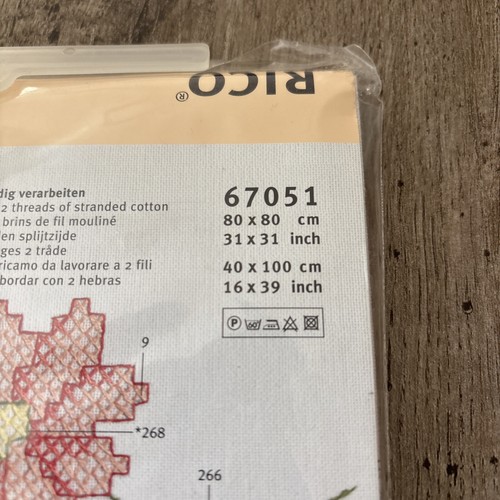 RICO®
dig verarbeiten
2 threads of stranded cotton
brins de fil mouliné
en splijtzijde
ges 2 tråde
ricamo da lavorare a 2 fili
bordar con 2 hebras
67051
80 x 80 cm
31 x 31 inch
40 x 100 cm
16 x 39 inch
P 60
9
*268
266